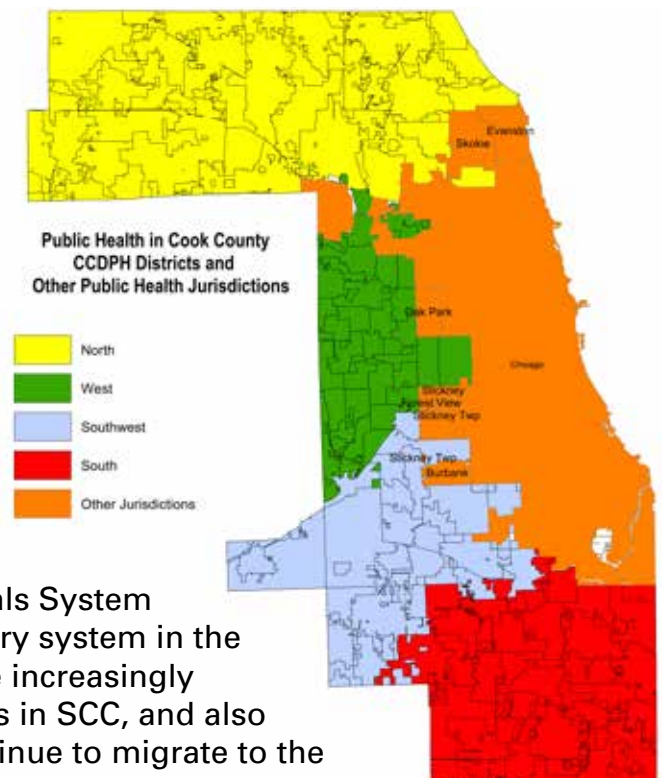 Evanston
Skokie
Public Health in Cook County
CCDPH Districts and
Other Public Health Jurisdictions
Oak Park
North
Chicago
West
Stickney
Forest View
Stickney Twp
Southwest
Stickney Twp
Burbank
South
Other Jurisdictions
als System
ry system in the
e increasingly
s in SCC, and also
tinue to migrate to the